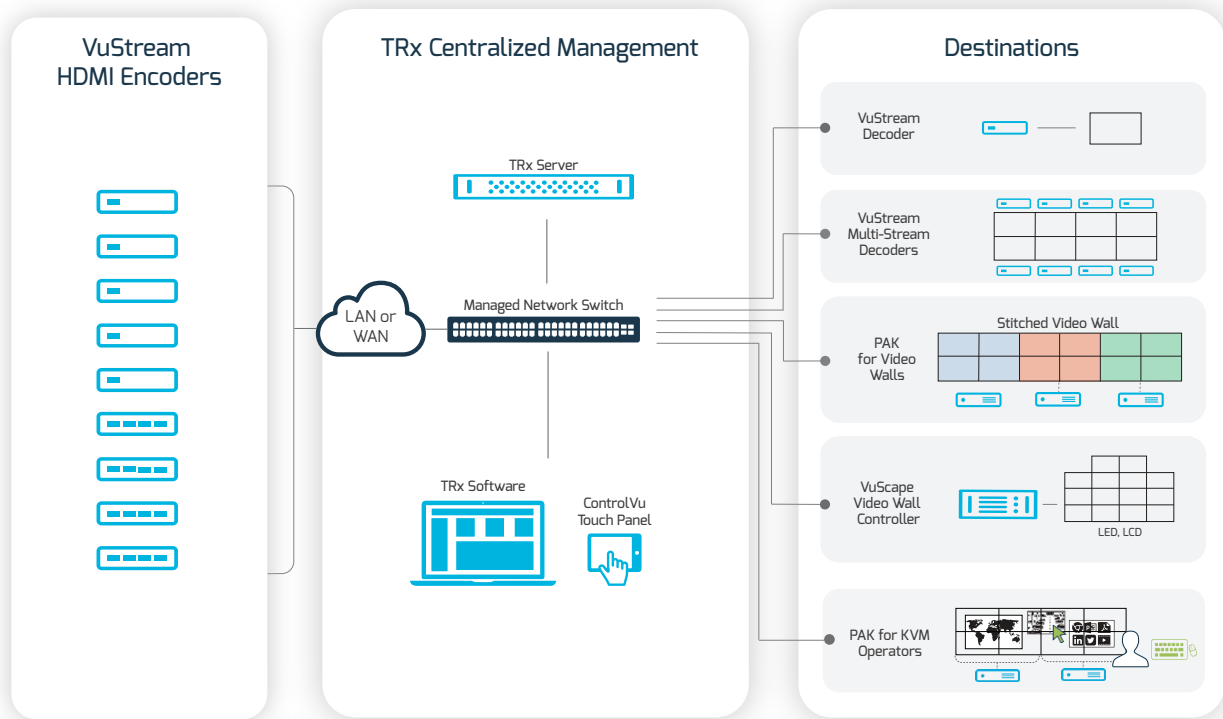 VuStream
HDMI Encoders
TRx Centralized Management
TRx Server
LAN or
WAN
Managed Network Switch
TRx Software
ControlVu
Touch Panel
Destinations
VuStream
Decoder
VuStream
Multi-Stream
Decoders
PAK
for Video
Walls
Stitched Video Wall
VuScape
Video Wall
Controller
LED, LCD
PAK for KVM
Operators